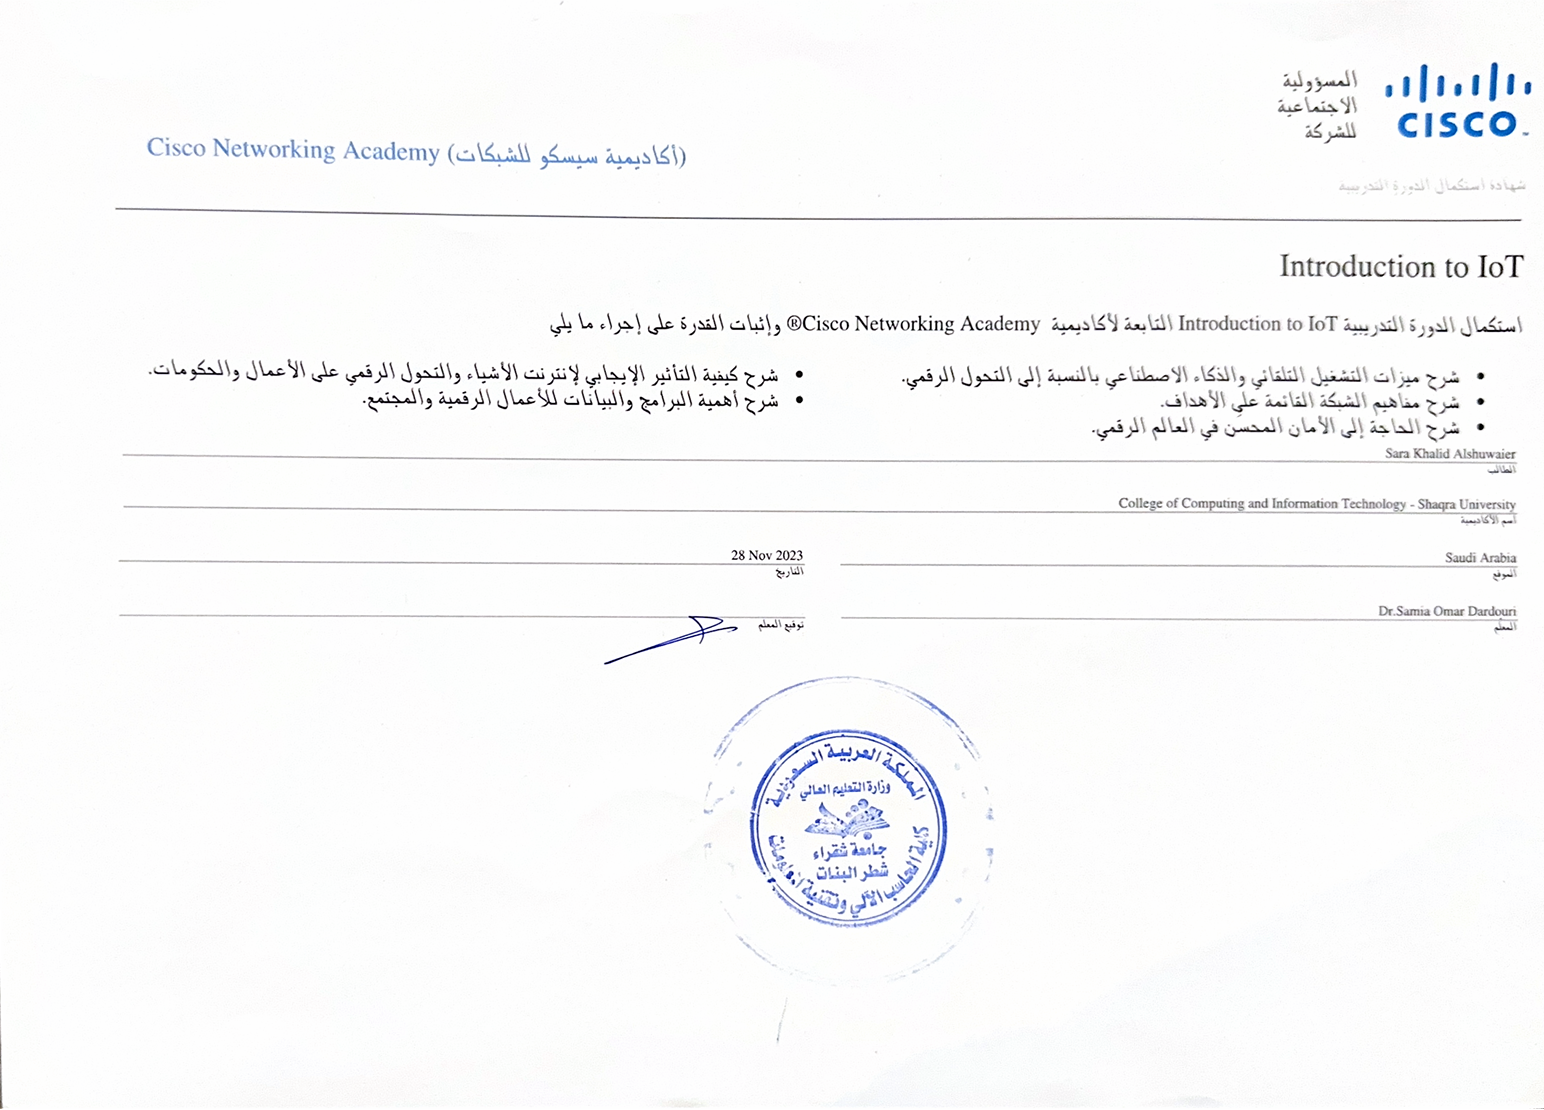 المسؤولية
الاجتماعية
للشركة
CISCO
Cisco Networking Academy (أكاديمية سيسكو للشبكات)
شهادة استكمال الدورة التدريبية
Introduction to IoT
استكمال الدورة التدريبية Introduction to IoT التابعة لأكاديمية Cisco Networking Academy® وإثبات القدرة على إجراء ما يلي
• شرح ميزات التشغيل التلقائي والذكاء الاصطناعي بالنسبة إلى التحول الرقمي.
• شرح مفاهيم الشبكة القائمة على الأهداف.
• شرح الحاجة إلى الأمان المحسّن في العالم الرقمي.
• شرح كيفية التأثير الإيجابي لإنترنت الأشياء والتحول الرقمي على الأعمال والحكومات.
• شرح أهمية البرامج والبيانات للأعمال الرقمية والمجتمع.
Sara Khalid Alshuwaier
الطالب
College of Computing and Information Technology - Shaqra University
اسم الأكاديمية
Saudi Arabia
الموقع
28 Nov 2023
التاريخ
Dr.Samia Omar Dardouri
المعلّم
توقيع المعلم
المملكة العربية السعودية
وزارة التعليم العالي
جامعة شقراء
شطر البنات
كلية الحاسب الآلي وتقنية المعلومات